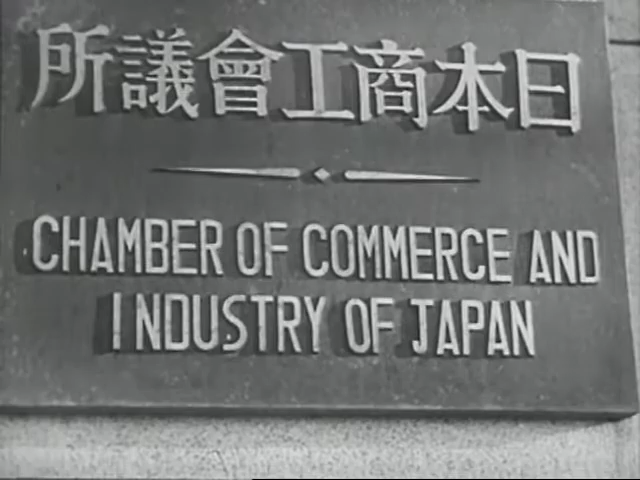 日本商工會議所
CHAMBER OF COMMERCE AND
INDUSTRY OF JAPAN